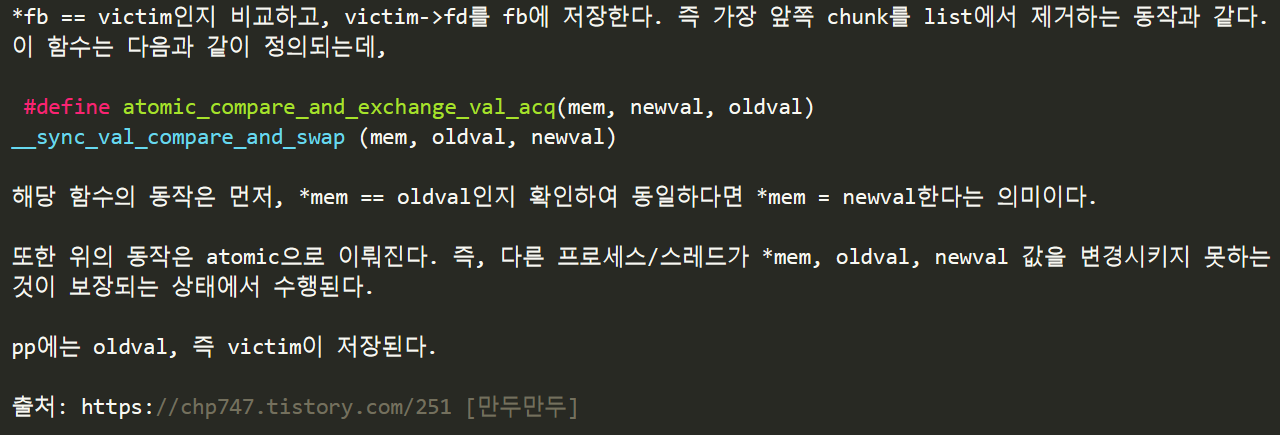 *fb == victim인지 비교하고, victim->fd를 fb에 저장한다. 즉 가장 앞쪽 chunk를 list에서 제거하는 동작과 같다.
이 함수는 다음과 같이 정의되는데,
#define atomic_compare_and_exchange_val_acq(mem, newval, oldval)
__sync_val_compare_and_swap (mem, oldval, newval)
해당 함수의 동작은 먼저, *mem == oldval인지 확인하여 동일하다면 *mem = newval한다는 의미이다.
또한 위의 동작은 atomic으로 이뤄진다. 즉, 다른 프로세스/스레드가 *mem, oldval, newval 값을 변경시키지 못하는
것이 보장되는 상태에서 수행된다.
pp에는 oldval, 즉 victim이 저장된다.
출처: https://chp747.tistory.com/251 [만두만두]